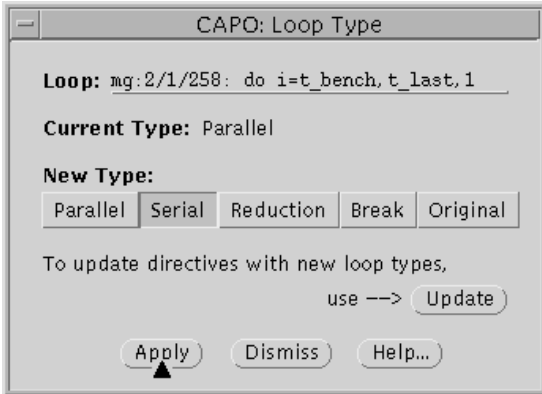 CAPO: Loop Type
Loop: mg:2/1/258: do i=t_bench,t_last,1
Current Type: Parallel
New Type:
Parallel Serial Reduction Break Original
To update directives with new loop types,
use --> Update
Apply Dismiss Help...